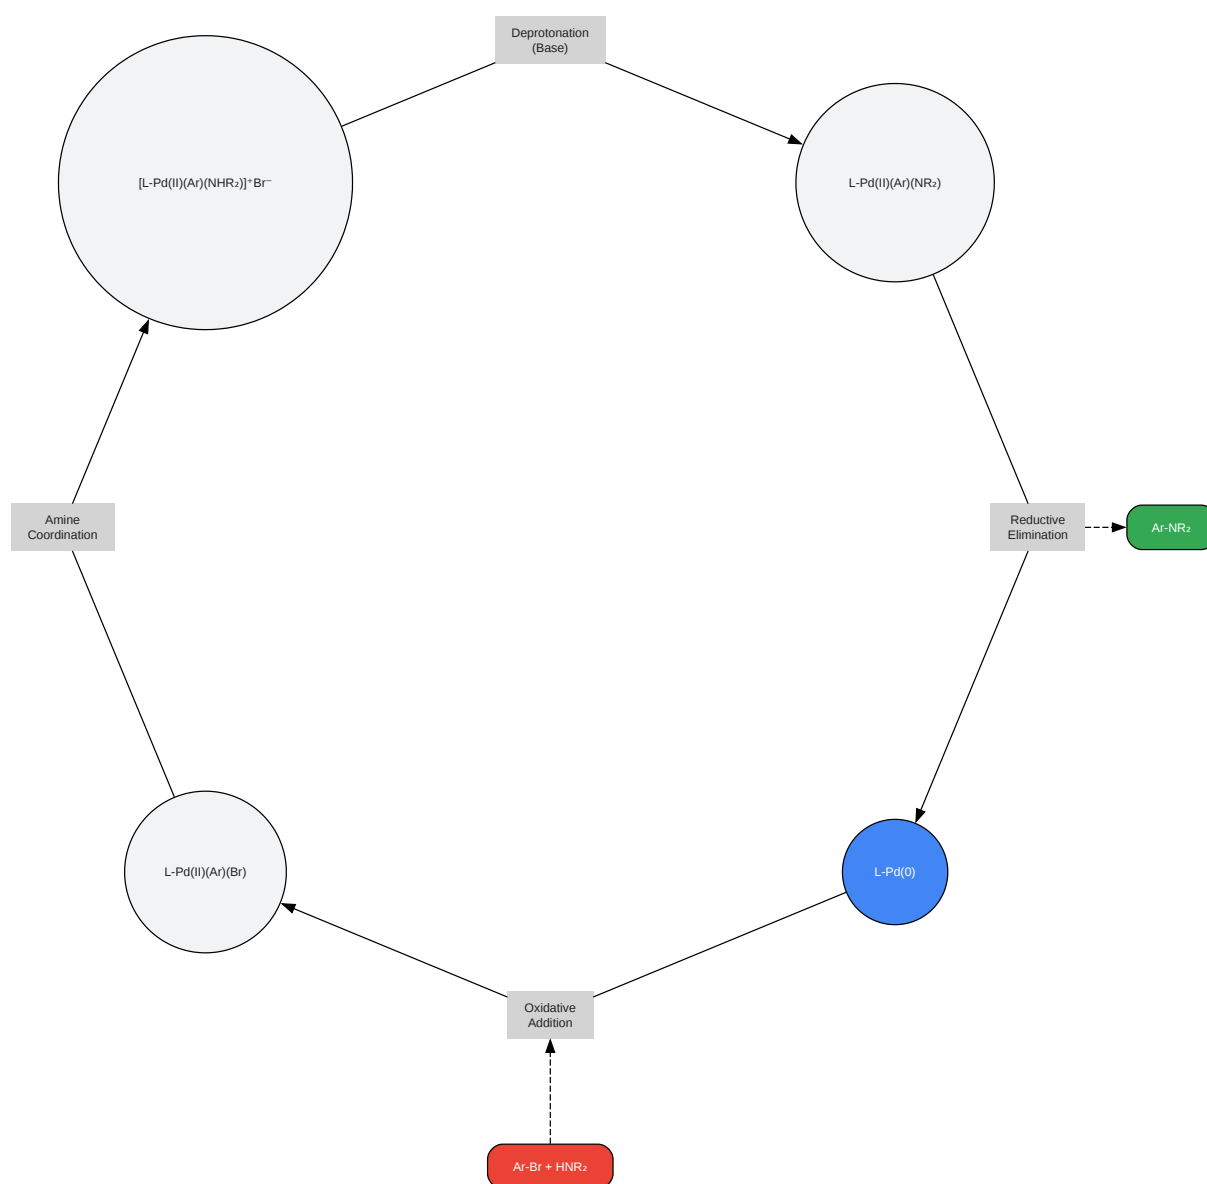 Deprotonation
(Base)
[L-Pd(II)(Ar)(NHR₂)]⁺Br⁻
L-Pd(II)(Ar)(NR₂)
Amine
Coordination
Reductive
Elimination
Ar-NR₂
L-Pd(II)(Ar)(Br)
L-Pd(0)
Oxidative
Addition
Ar-Br + HNR₂